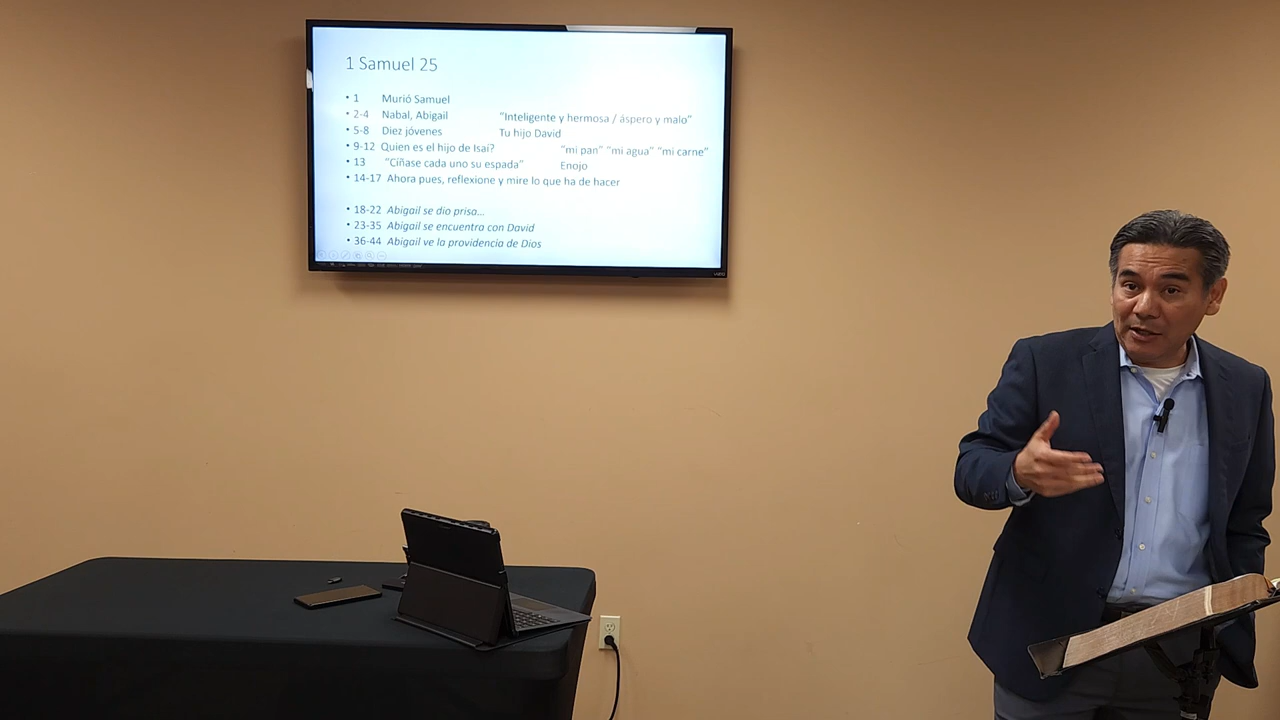 1 Samuel 25
• 1 Murió Samuel
• 2-4 Nabal, Abigail "Inteligente y hermosa / áspero y malo"
• 5-8 Diez jóvenes Tu hijo David
• 9-12 Quien es el hijo de Isaí? "mi pan" "mi agua" "mi carne"
• 13 "Cíñase cada uno su espada" Enojo
• 14-17 Ahora pues, reflexione y mire lo que ha de hacer
• 18-22 Abigail se dio prisa...
• 23-35 Abigail se encuentra con David
• 36-44 Abigail ve la providencia de Dios